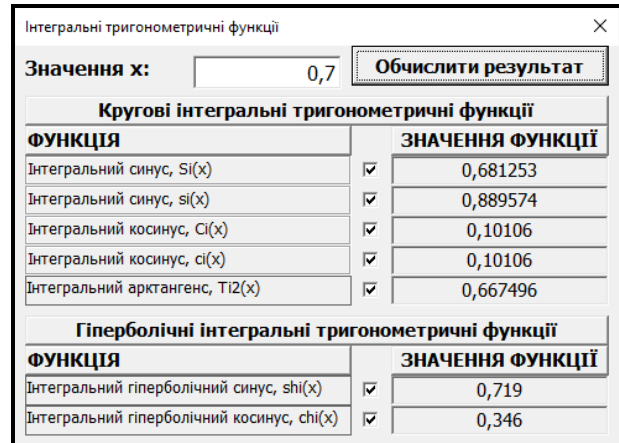 Інтегральні тригонометричні функції
Значення x: 0,7 Обчислити результат
Кругові інтегральні тригонометричні функції
ФУНКЦІЯ ЗНАЧЕННЯ ФУНКЦІЇ
Інтегральний синус, Si(x) 0,681253
Інтегральний синус, si(x) 0,889574
Інтегральний косинус, Ci(x) 0,10106
Інтегральний косинус, ci(x) 0,10106
Інтегральний арктангенс, Ti2(x) 0,667496
Гіперболічні інтегральні тригонометричні функції
ФУНКЦІЯ ЗНАЧЕННЯ ФУНКЦІЇ
Інтегральний гіперболічний синус, shi(x) 0,719
Інтегральний гіперболічний косинус, chi(x) 0,346